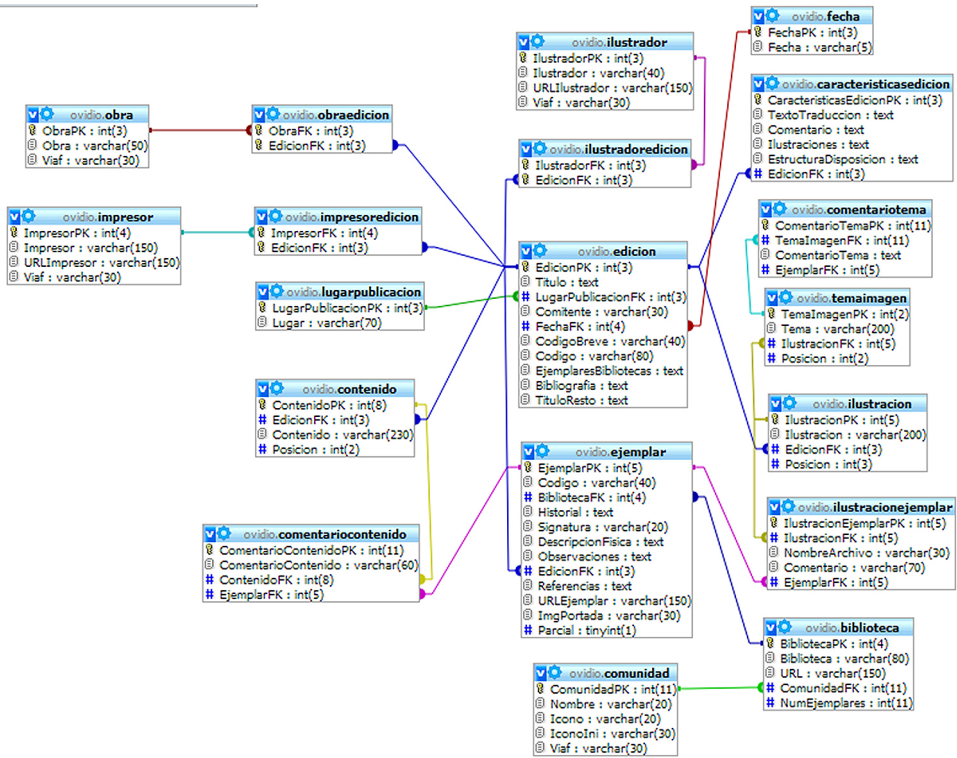 ovidio.fecha
FechaPK : int(3)
Fecha : varchar(5)
ovidio.ilustrador
IlustradorPK : int(3)
Ilustrador : varchar(40)
URLIlustrador : varchar(150)
Viaf : varchar(30)
ovidio.caracteristicasedicion
CaracteristicasEdicionPK : int(3)
TextoTraduccion : text
Comentario : text
Ilustraciones : text
EstructuraDisposicion : text
EdicionFK : int(3)
ovidio.obra
ObraPK : int(3)
Obra : varchar(50)
Viaf : varchar(30)
ovidio.obraedicion
ObraFK : int(3)
EdicionFK : int(3)
ovidio.ilustradoredicion
IlustradorFK : int(3)
EdicionFK : int(3)
ovidio.impresor
ImpresorPK : int(4)
Impresor : varchar(150)
URLImpresor : varchar(150)
Viaf : varchar(30)
ovidio.impresoredicion
ImpresorFK : int(4)
EdicionFK : int(3)
ovidio.comentariotema
ComentarioTemaPK : int(11)
TemaImagenFK : int(11)
ComentarioTema : text
EjemplarFK : int(5)
ovidio.edicion
EdicionPK : int(3)
Titulo : text
LugarPublicacionFK : int(3)
Comitente : varchar(30)
FechaFK : int(4)
CodigoBreve : varchar(40)
Codigo : varchar(80)
EjemplaresBibliotecas : text
Bibliografia : text
TituloResto : text
ovidio.lugarpublicacion
LugarPublicacionPK : int(3)
Lugar : varchar(70)
ovidio.temaimagen
TemaImagenPK : int(2)
Tema : varchar(200)
IlustracionFK : int(5)
Posicion : int(2)
ovidio.contenido
ContenidoPK : int(8)
EdicionFK : int(3)
Contenido : varchar(230)
Posicion : int(2)
ovidio.ilustracion
IlustracionPK : int(5)
Ilustracion : varchar(200)
EdicionFK : int(3)
Posicion : int(3)
ovidio.ejemplar
EjemplarPK : int(5)
Codigo : varchar(40)
BibliotecaFK : int(4)
Historial : text
Signatura : varchar(20)
DescripcionFisica : text
Observaciones : text
EdicionFK : int(3)
Referencias : text
URLEjemplar : varchar(150)
ImgPortada : varchar(30)
Parcial : tinyint(1)
ovidio.comentariocontenido
ComentarioContenidoPK : int(11)
ComentarioContenido : varchar(60)
ContenidoFK : int(8)
EjemplarFK : int(5)
ovidio.ilustracionejemplar
IlustracionEjemplarPK : int(5)
IlustracionFK : int(5)
NombreArchivo : varchar(30)
Comentario : varchar(70)
EjemplarFK : int(5)
ovidio.biblioteca
BibliotecaPK : int(4)
Biblioteca : varchar(80)
URL : varchar(150)
ComunidadFK : int(11)
NumEjemplares : int(11)
ovidio.comunidad
ComunidadPK : int(11)
Nombre : varchar(20)
Icono : varchar(20)
IconoIni : varchar(30)
Viaf : varchar(30)